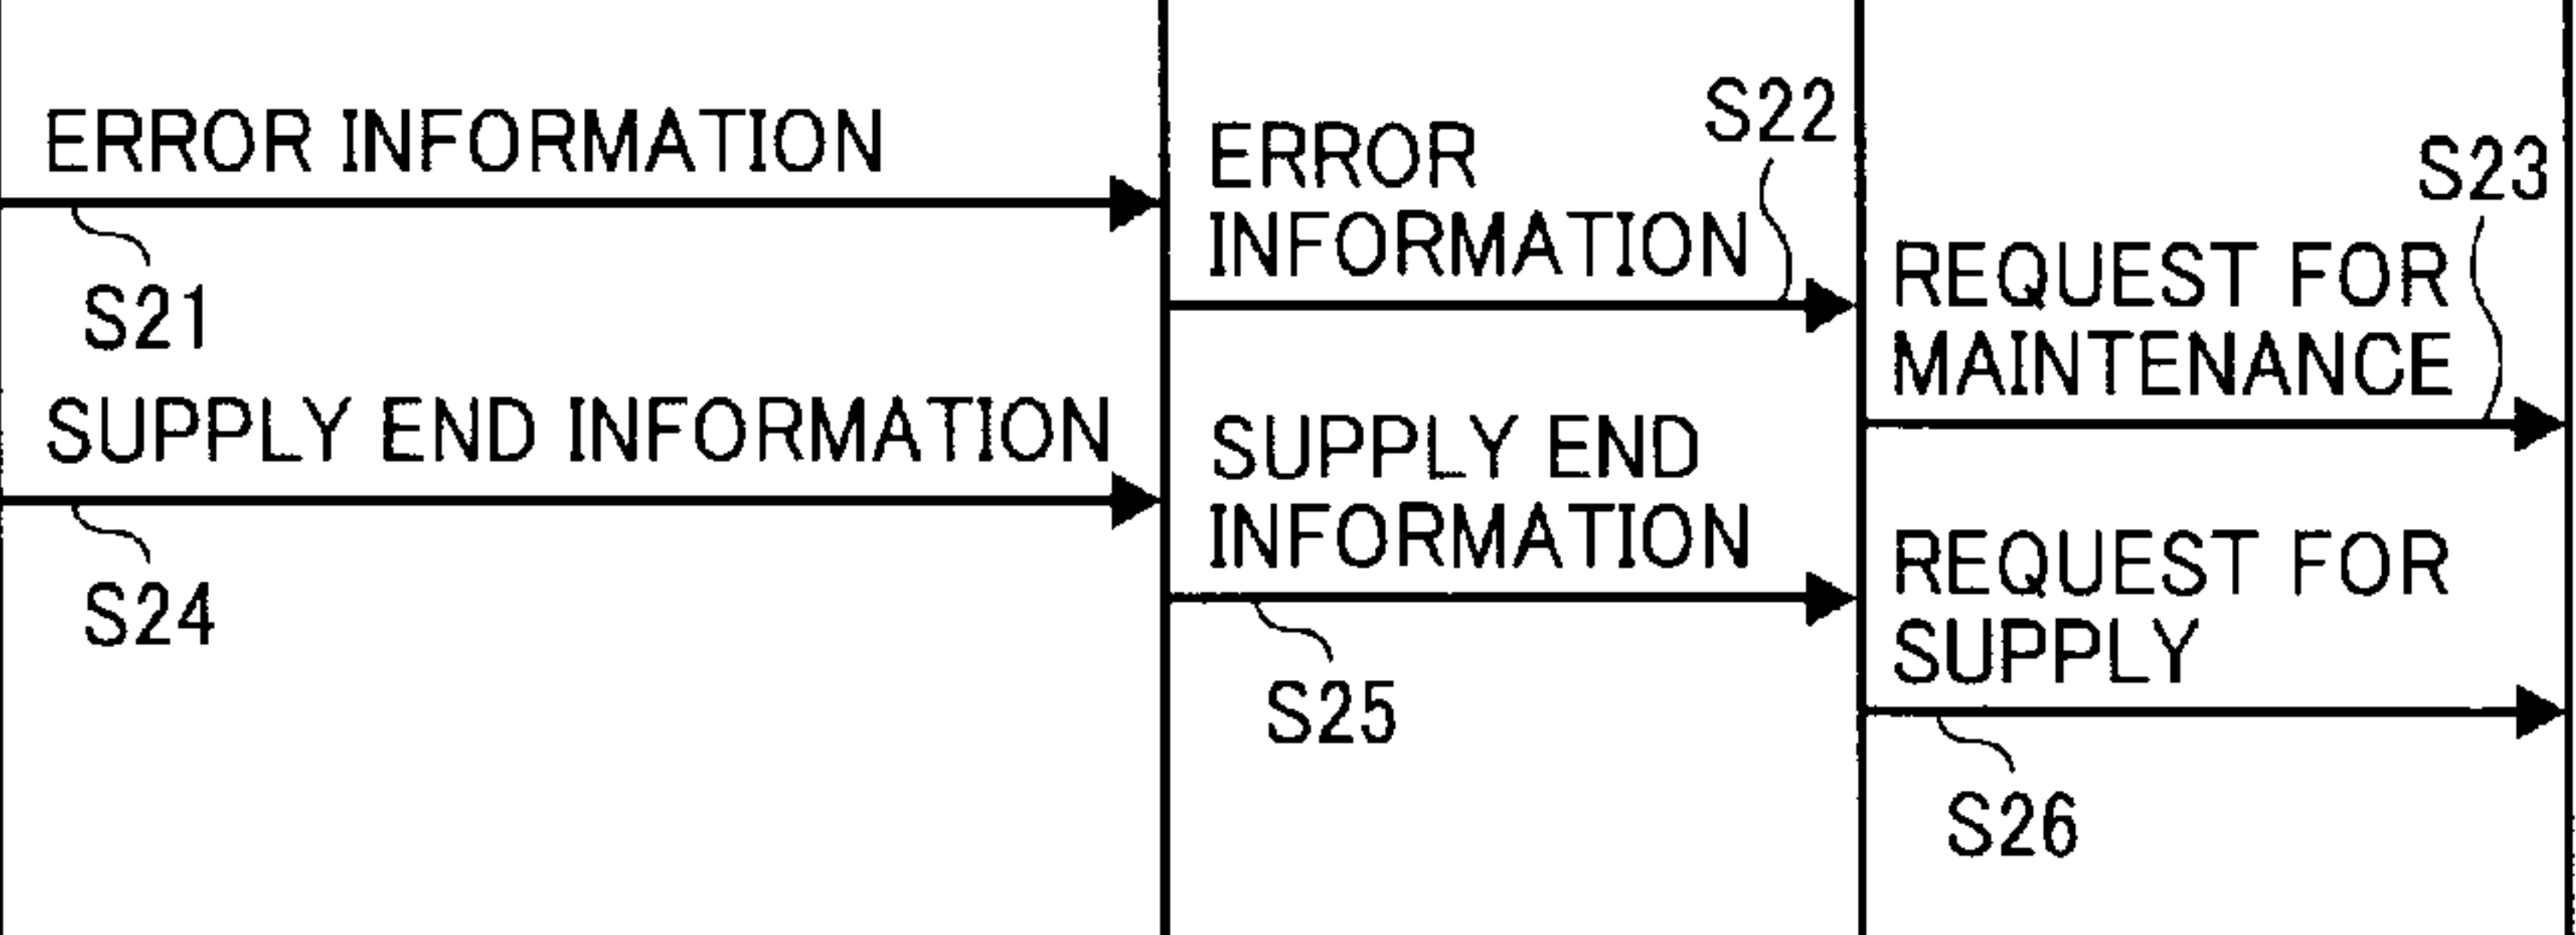 ERROR INFORMATION
S21
ERROR
INFORMATION
S22
REQUEST FOR
MAINTENANCE
S23
SUPPLY END INFORMATION
S24
SUPPLY END
INFORMATION
S25
REQUEST FOR
SUPPLY
S26